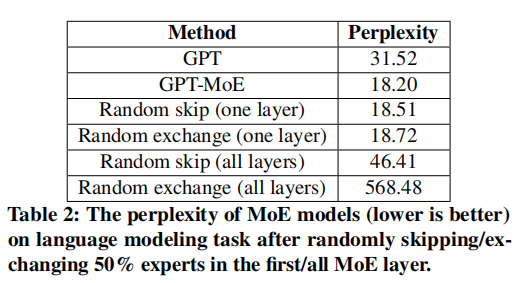 Method Perplexity
GPT 31.52
GPT-MoE 18.20
Random skip (one layer) 18.51
Random exchange (one layer) 18.72
Random skip (all layers) 46.41
Random exchange (all layers) 568.48
Table 2: The perplexity of MoE models (lower is better)
on language modeling task after randomly skipping/ex-
changing 50% experts in the first/all MoE layer.